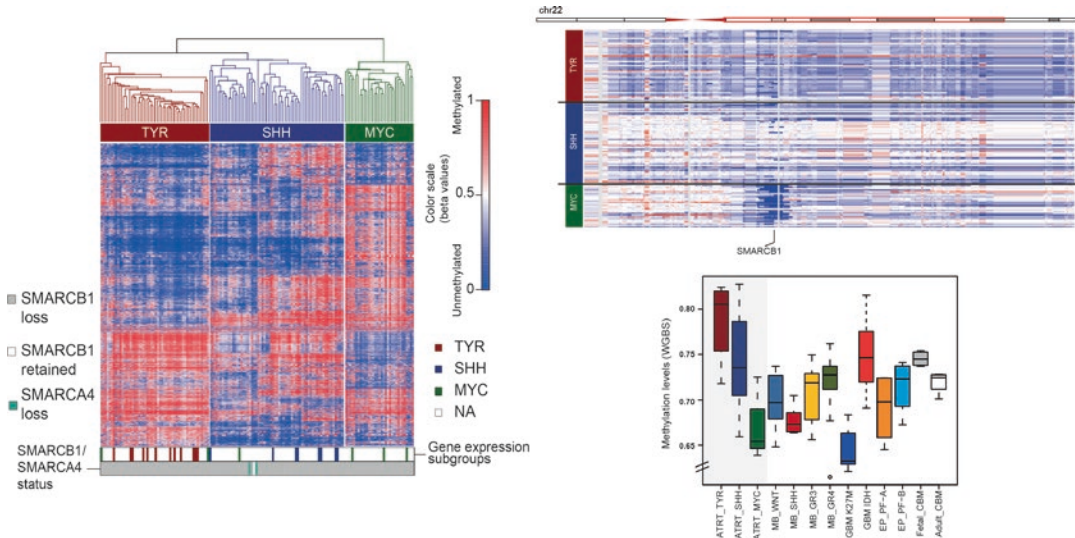 TYR
SHH
MYC
Methylated
Unmethylated
Color scale
(beta values)
1
0.5
0
SMARCB1
loss
SMARCB1
retained
SMARCA4
loss
TYR
SHH
MYC
NA
SMARCB1/
SMARCA4
status
Gene expression
subgroups
chr22
TYR
SHH
MYC
SMARCB1
Methylation levels (WGBS)
0.80
0.75
0.70
0.65
ATRT_TYR
ATRT_SHH
ATRT_MYC
MB_WNT
MB_SHH
MB_GR3
MB_GR4
GBM K27M
GBM IDH
EP_PF-A
EP_PF-B
Fetal_CBM
Adult_CBM